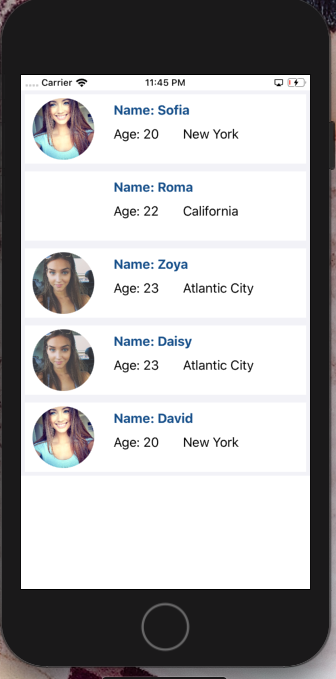 Carrier 11:45 PM
Name: Sofia
Age: 20 New York
Name: Roma
Age: 22 California
Name: Zoya
Age: 23 Atlantic City
Name: Daisy
Age: 23 Atlantic City
Name: David
Age: 20 New York